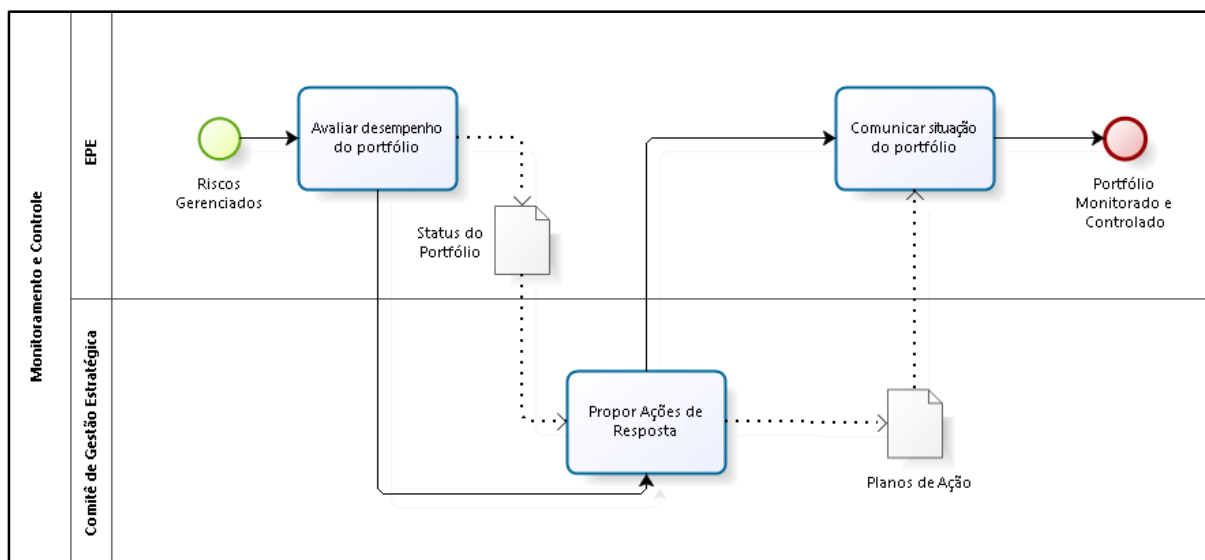 Monitoramento e Controle
EPE
Riscos
Gerenciados
Avaliar desempenho
do portfólio
Status do
Portfólio
Comunicar situação
do portfólio
Portfólio
Monitorado e
Controlado
Comitê de Gestão Estratégica
Propor Ações de
Resposta
Planos de Ação